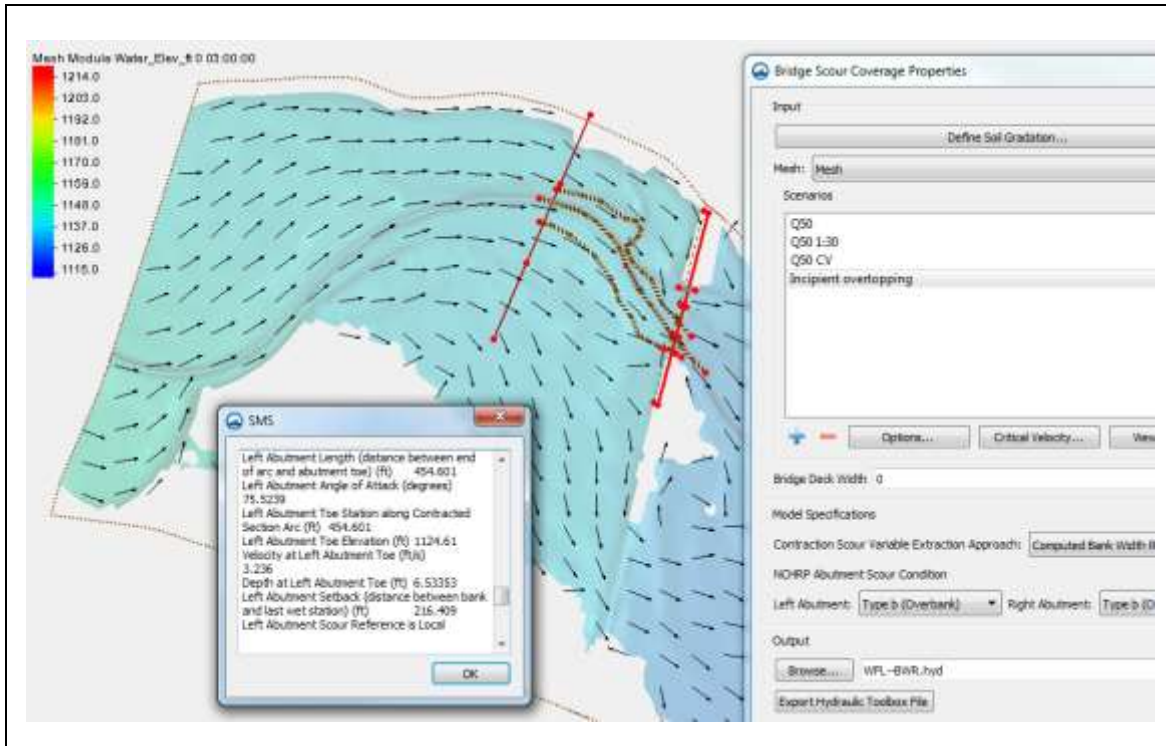 Mesh Module Water_Elev_ft 0 03:00:00
1214.0
1203.0
1192.0
1181.0
1170.0
1159.0
1148.0
1137.0
1126.0
1115.0
SMS
Left Abutment Length (distance between end
of arc and abutment toe) (ft) 454.601
Left Abutment Angle of Attack (degrees)
75.5239
Left Abutment Toe Station along Contracted
Section Arc (ft) 454.601
Left Abutment Toe Elevation (ft) 1124.61
Velocity at Left Abutment Toe (ft/s)
3.236
Depth at Left Abutment Toe (ft) 6.53353
Left Abutment Setback (distance between bank
and last wet station) (ft) 216.409
Left Abutment Scour Reference is Local
OK
Bridge Scour Coverage Properties
Input
Define Soil Gradation...
Mesh: Mesh
Scenarios
Q50
Q50 1:30
Q50 CV
Incipient overtopping
Options... Critical Velocity... View
Bridge Deck Width: 0
Model Specifications
Contraction Scour Variable Extraction Approach: Computed Bank Width
NCHRP Abutment Scour Condition
Left Abutment: Type b (Overbank) Right Abutment: Type b (O
Output
Browse... WFL--BWR.hyd
Export Hydraulic Toolbox File